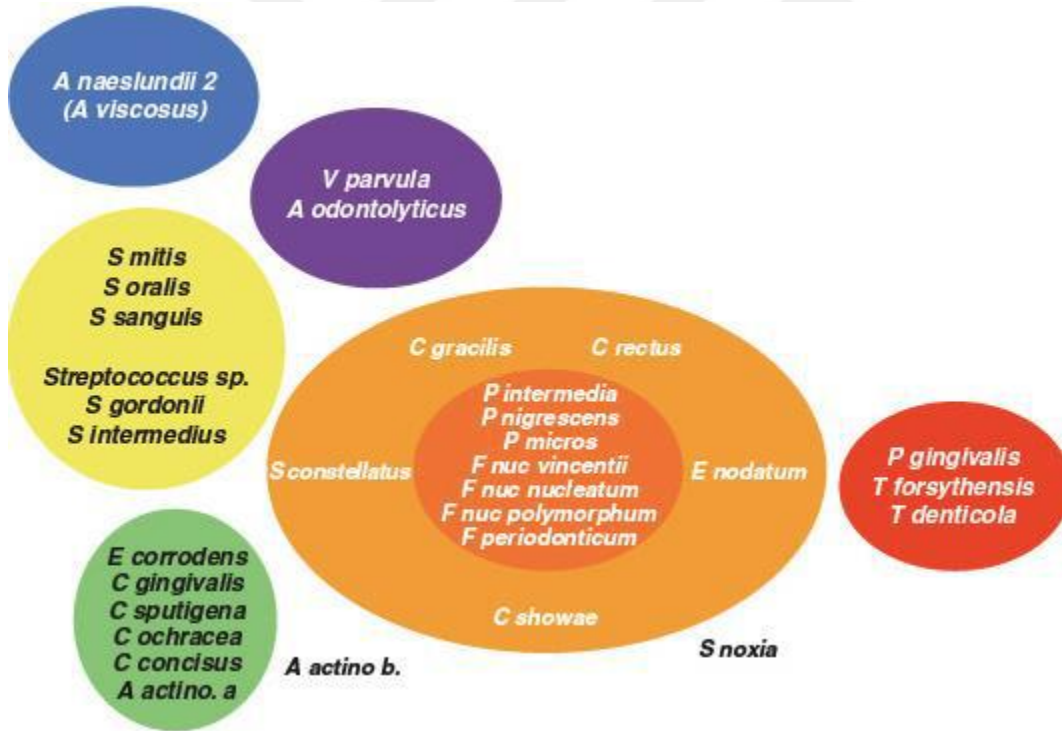 A naeslundii 2
(A viscosus)
V parvula
A odontolyticus
S mitis
S oralis
S sanguis
Streptococcus sp.
S gordonii
S intermedius
C gracilis
C rectus
P intermedia
P nigrescens
P micros
F nuc vincentii
F nuc nucleatum
F nuc polymorphum
F periodonticum
S constellatus
E nodatum
C showae
P gingivalis
T forsythensis
T denticola
E corrodens
C gingivalis
C sputigena
C ochracea
C concisus
A actino. a
A actino b.
S noxia